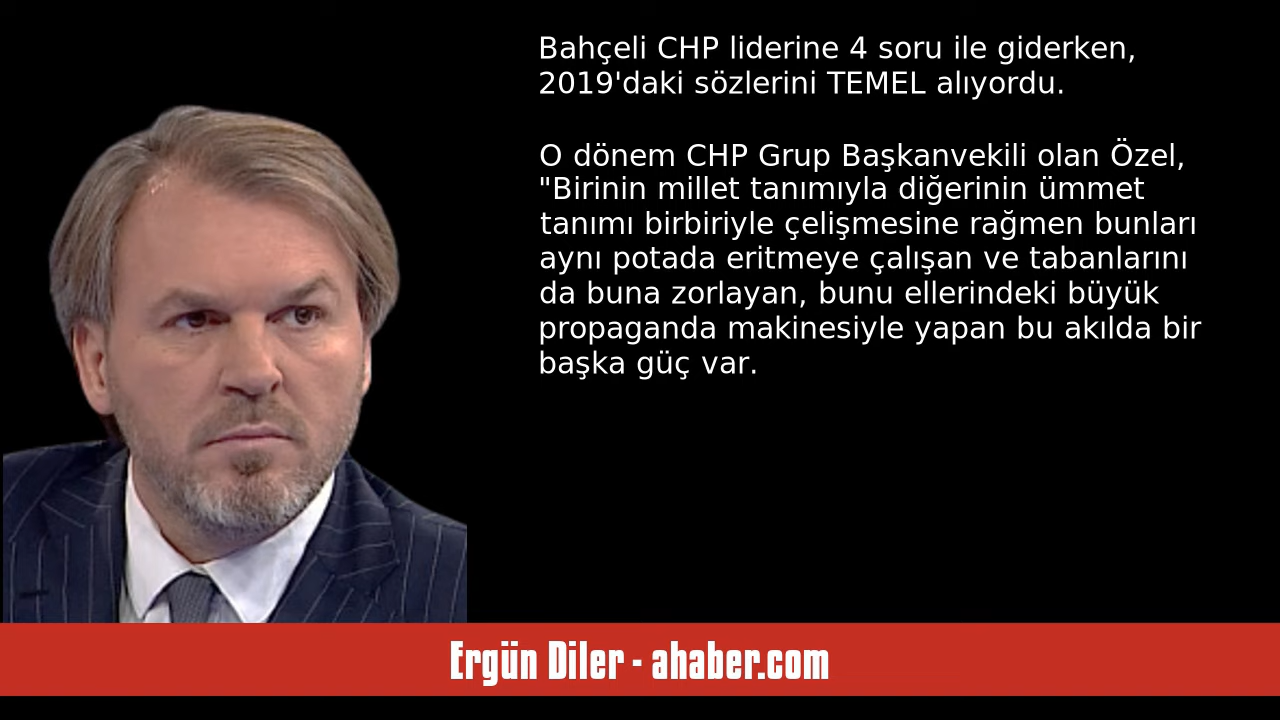 Bahçeli CHP liderine 4 soru ile giderken,
2019'daki sözlerini TEMEL alıyordu.
O dönem CHP Grup Başkanvekili olan Özel,
"Birinin millet tanımıyla diğerinin ümmet
tanımı birbiriyle çelişmesine rağmen bunları
aynı potada eritmeye çalışan ve tabanlarını
da buna zorlayan, bunu ellerindeki büyük
propaganda makinesiyle yapan bu akılda bir
başka güç var.
Ergün Diler - ahaber.com